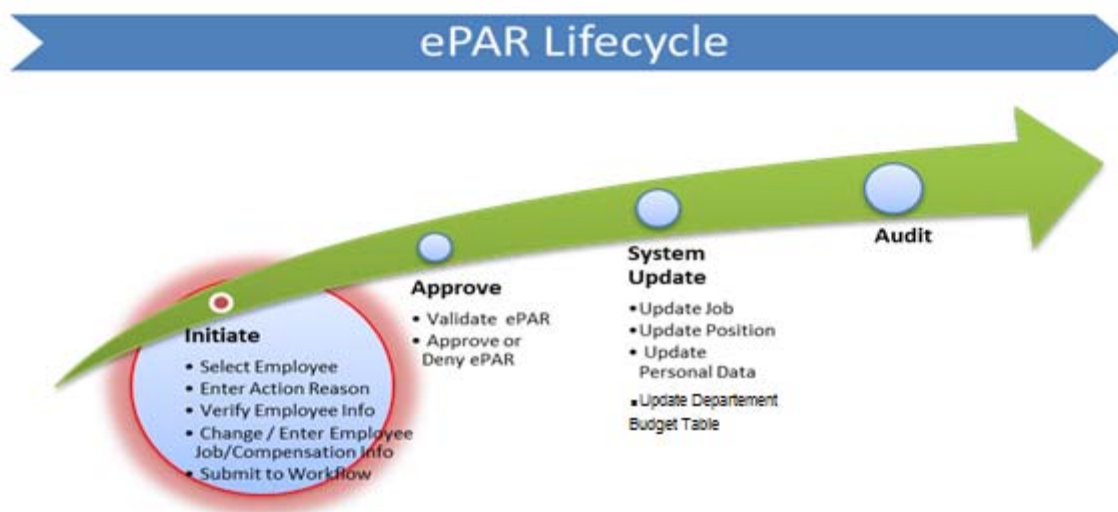 ePAR Lifecycle
Initiate
• Select Employee
• Enter Action Reason
• Verify Employee Info
• Change / Enter Employee
Job/Compensation Info
• Submit to Workflow
Approve
• Validate ePAR
• Approve or
Deny ePAR
System
Update
• Update Job
• Update Position
• Update
Personal Data
▪ Update Departement
Budget Table
Audit